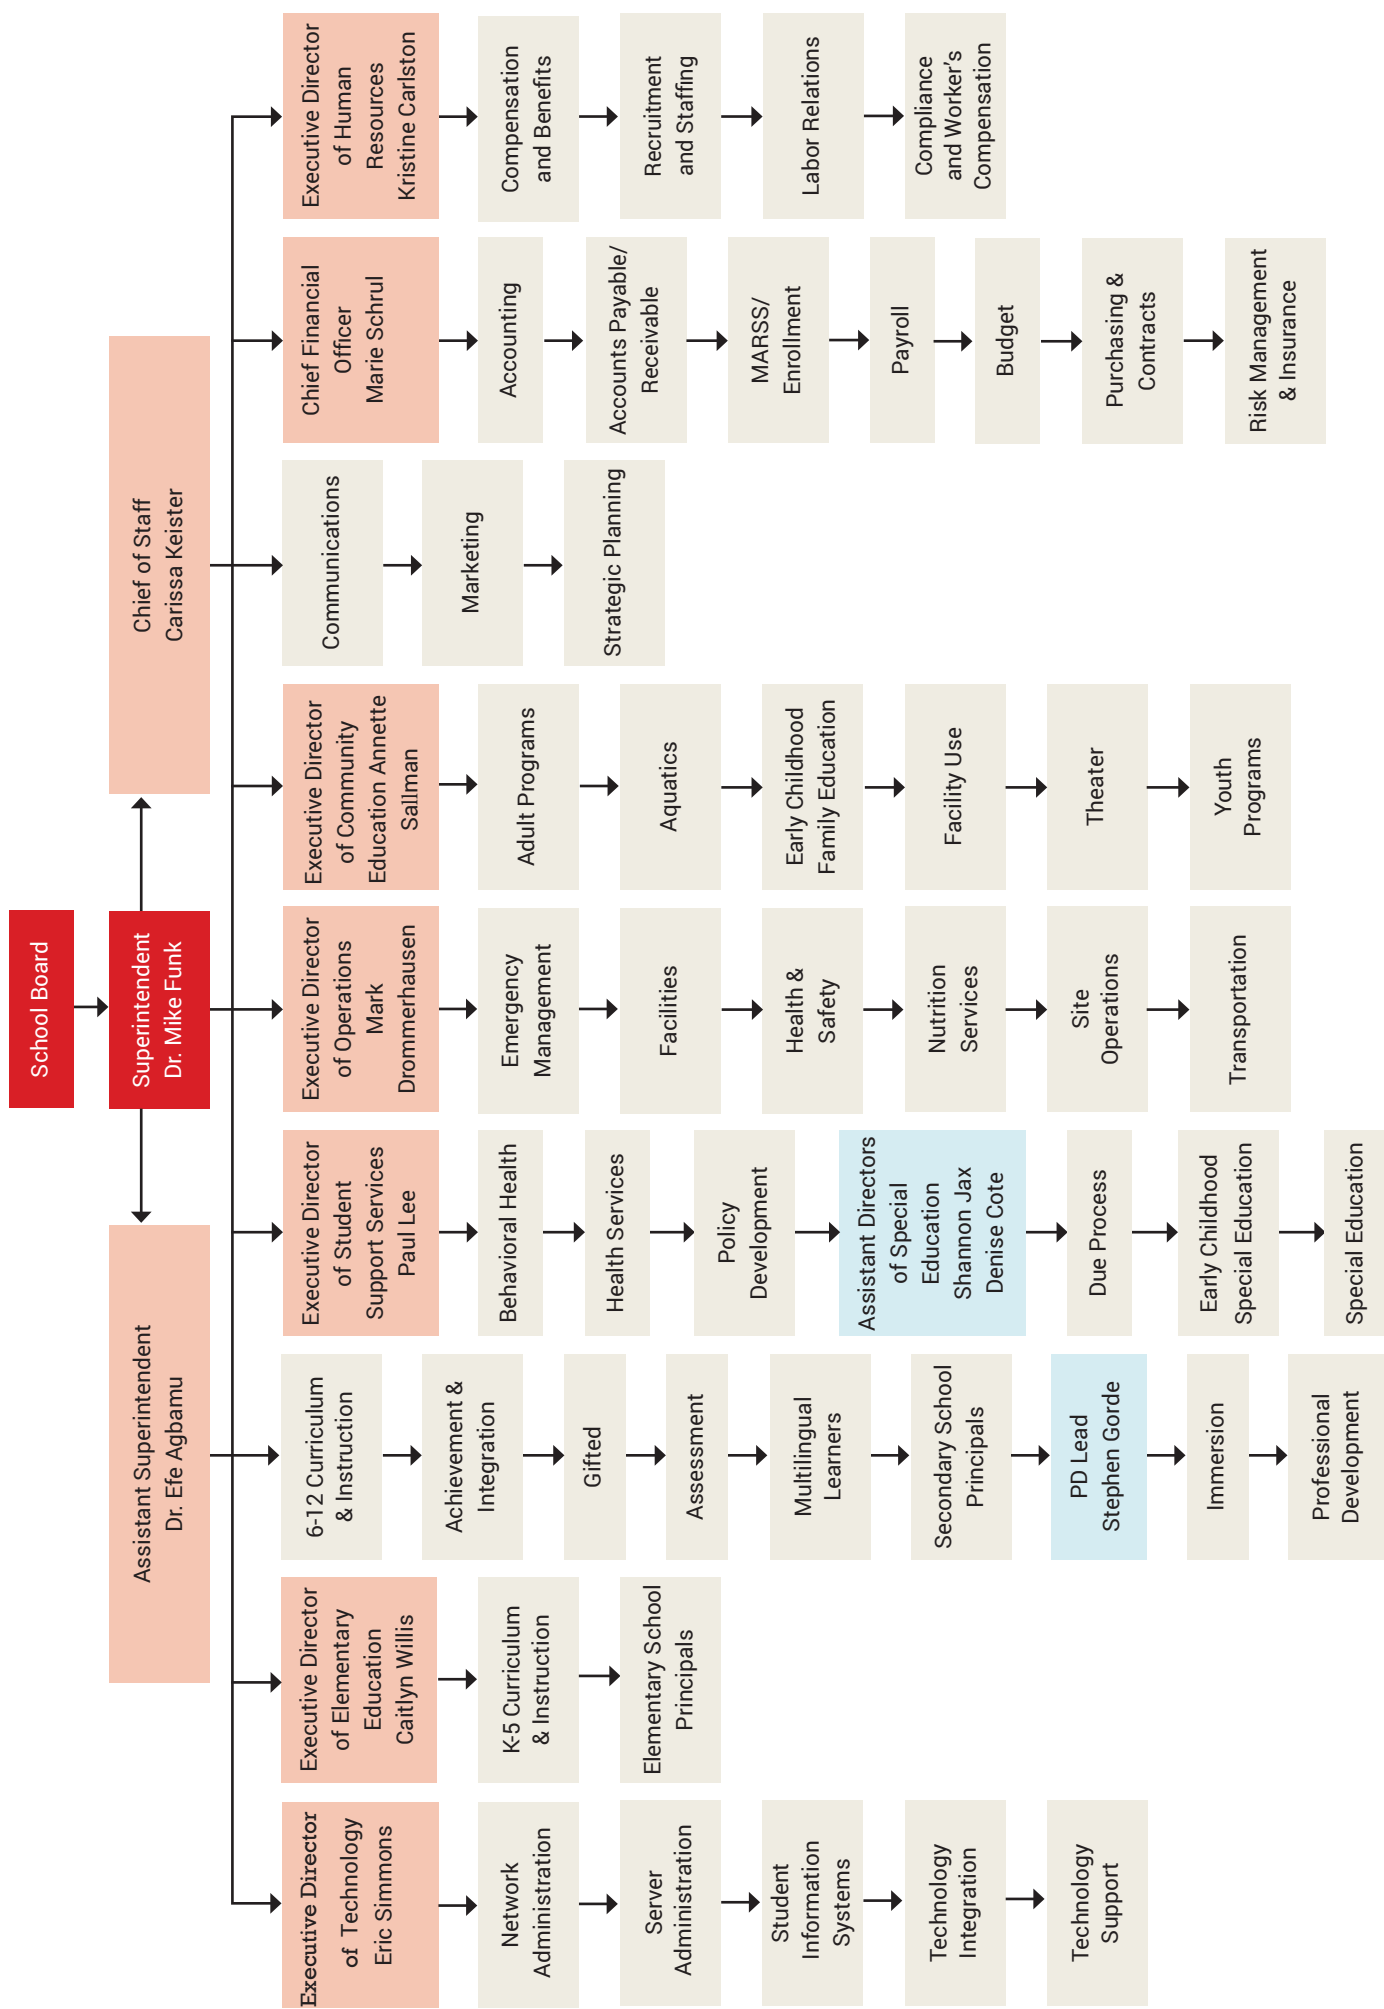 School Board
Superintendent
Dr. Mike Funk
Assistant Superintendent
Dr. Efe Agbamu
Chief of Staff
Carissa Keister
Executive Director
of Technology
Eric Simmons
Network
Administration
Server
Administration
Student
Information
Systems
Technology
Integration
Technology
Support
Executive Director
of Elementary
Education
Caitlyn Willis
K-5 Curriculum
& Instruction
Elementary School
Principals
6-12 Curriculum
& Instruction
Achievement &
Integration
Gifted
Assessment
Multilingual
Learners
Secondary School
Principals
PD Lead
Stephen Gorde
Immersion
Professional
Development
Executive Director
of Student
Support Services
Paul Lee
Behavioral Health
Health Services
Policy
Development
Assistant Directors
of Special
Education
Shannon Jax
Denise Cote
Due Process
Early Childhood
Special Education
Special Education
Executive Director
of Operations
Mark
Drommerhausen
Emergency
Management
Facilities
Health &
Safety
Nutrition
Services
Site
Operations
Transportation
Executive Director
of Community
Education Annette
Sallman
Adult Programs
Aquatics
Early Childhood
Family Education
Facility Use
Theater
Youth
Programs
Communications
Marketing
Strategic Planning
Chief Financial
Officer
Marie Schrul
Accounting
Accounts Payable/
Receivable
MARSS/
Enrollment
Payroll
Budget
Purchasing &
Contracts
Risk Management
& Insurance
Executive Director
of Human
Resources
Kristine Carlston
Compensation
and Benefits
Recruitment
and Staffing
Labor Relations
Compliance
and Worker's
Compensation